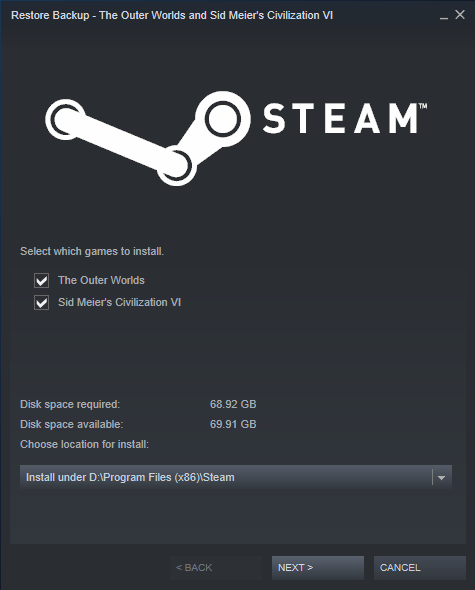 Restore Backup - The Outer Worlds and Sid Meier's Civilization VI
STEAM™
Select which games to install.
The Outer Worlds
Sid Meier's Civilization VI
Disk space required: 68.92 GB
Disk space available: 69.91 GB
Choose location for install:
Install under D:\Program Files (x86)\Steam
< BACK NEXT > CANCEL